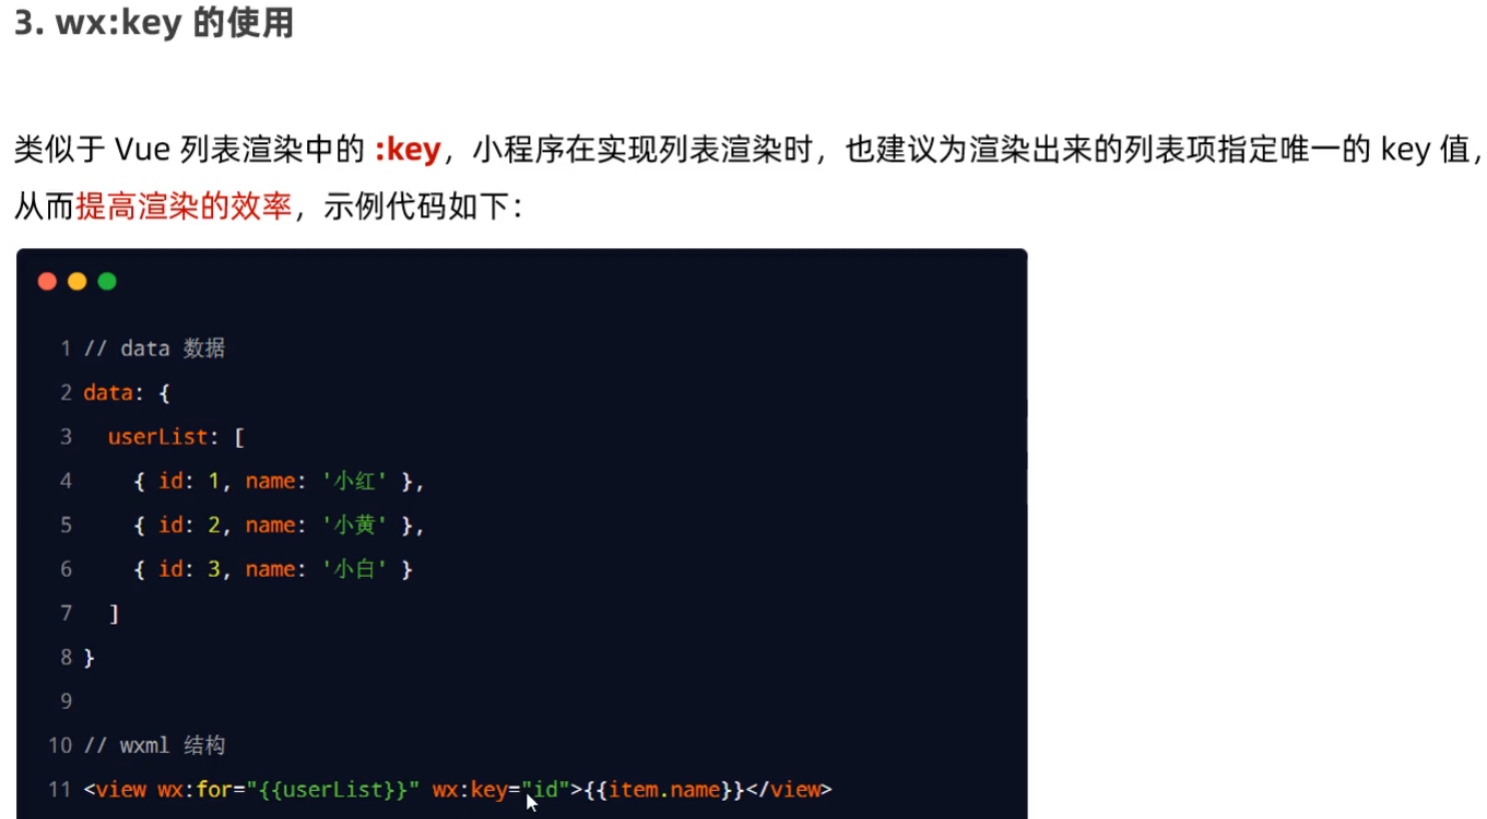 3. wx:key 的使用
类似于 Vue 列表渲染中的 :key，小程序在实现列表渲染时，也建议为渲染出来的列表项指定唯一的 key 值，
从而提高渲染的效率，示例代码如下：
1 // data 数据
2 data: {
3   userList: [
4     { id: 1, name: '小红' },
5     { id: 2, name: '小黄' },
6     { id: 3, name: '小白' }
7   ]
8 }
9
10 // wxml 结构
11 <view wx:for="{{userList}}" wx:key="id">{{item.name}}</view>